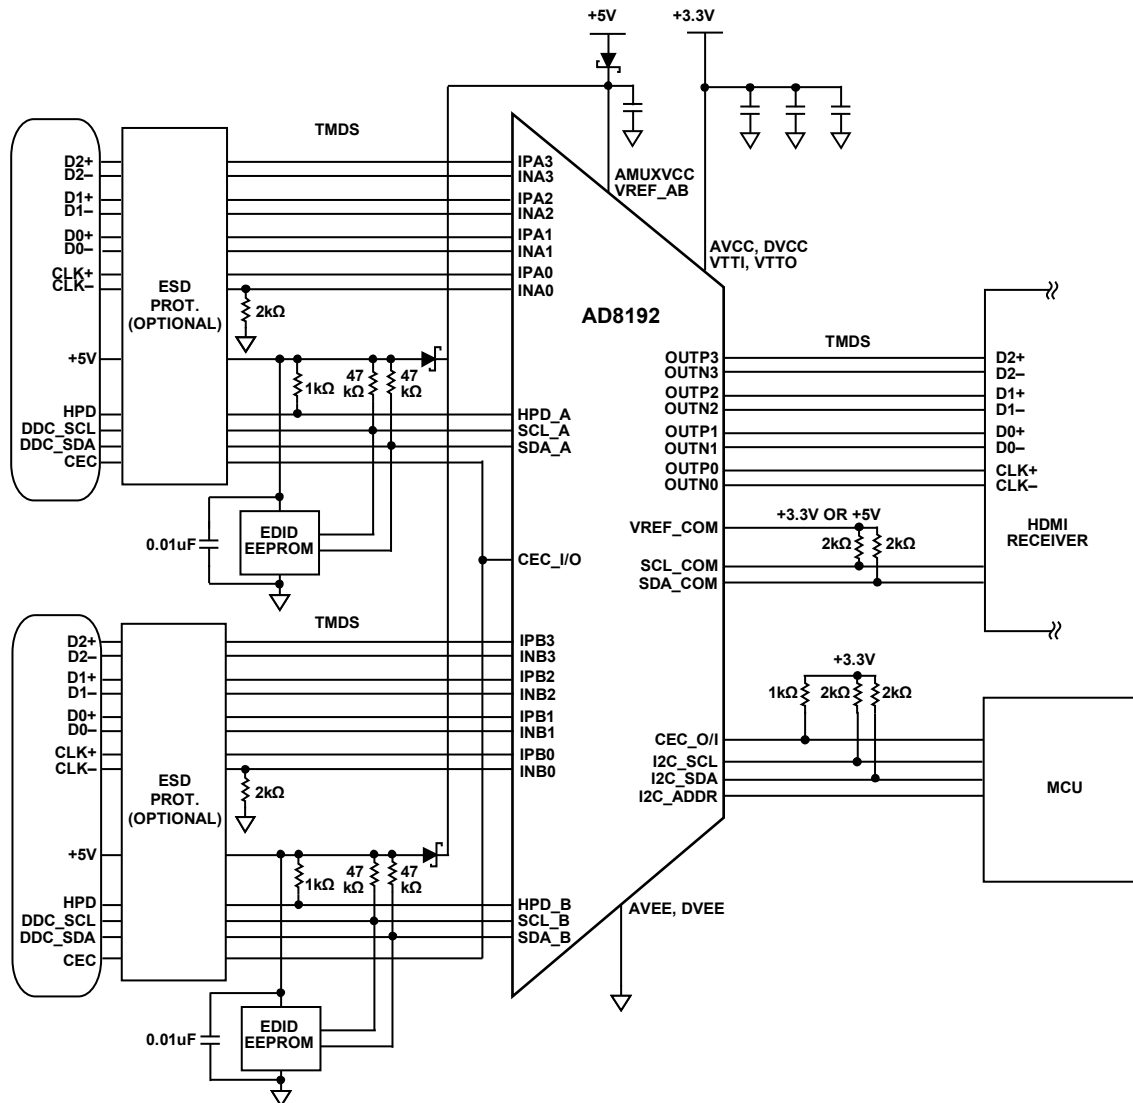 +5V
+3.3V
TMDS
D2+
D2–
D1+
D1–
D0+
D0–
CLK+
CLK–
+5V
HPD
DDC_SCL
DDC_SDA
CEC
ESD
PROT.
(OPTIONAL)
2kΩ
1kΩ
47
kΩ
47
kΩ
0.01uF
EDID
EEPROM
IPA3
INA3
IPA2
INA2
IPA1
INA1
IPA0
INA0
HPD_A
SCL_A
SDA_A
CEC_I/O
AMUXVCC
VREF_AB
AVCC, DVCC
VTTI, VTTO
AD8192
TMDS
D2+
D2–
D1+
D1–
D0+
D0–
CLK+
CLK–
+5V
HPD
DDC_SCL
DDC_SDA
CEC
ESD
PROT.
(OPTIONAL)
2kΩ
1kΩ
47
kΩ
47
kΩ
0.01uF
EDID
EEPROM
IPB3
INB3
IPB2
INB2
IPB1
INB1
IPB0
INB0
HPD_B
SCL_B
SDA_B
AVEE, DVEE
OUTP3
OUTN3
OUTP2
OUTN2
OUTP1
OUTN1
OUTP0
OUTN0
VREF_COM
SCL_COM
SDA_COM
CEC_O/I
I2C_SCL
I2C_SDA
I2C_ADDR
TMDS
+3.3V OR +5V
2kΩ
2kΩ
+3.3V
1kΩ
2kΩ
2kΩ
D2+
D2–
D1+
D1–
D0+
D0–
CLK+
CLK–
HDMI
RECEIVER
MCU